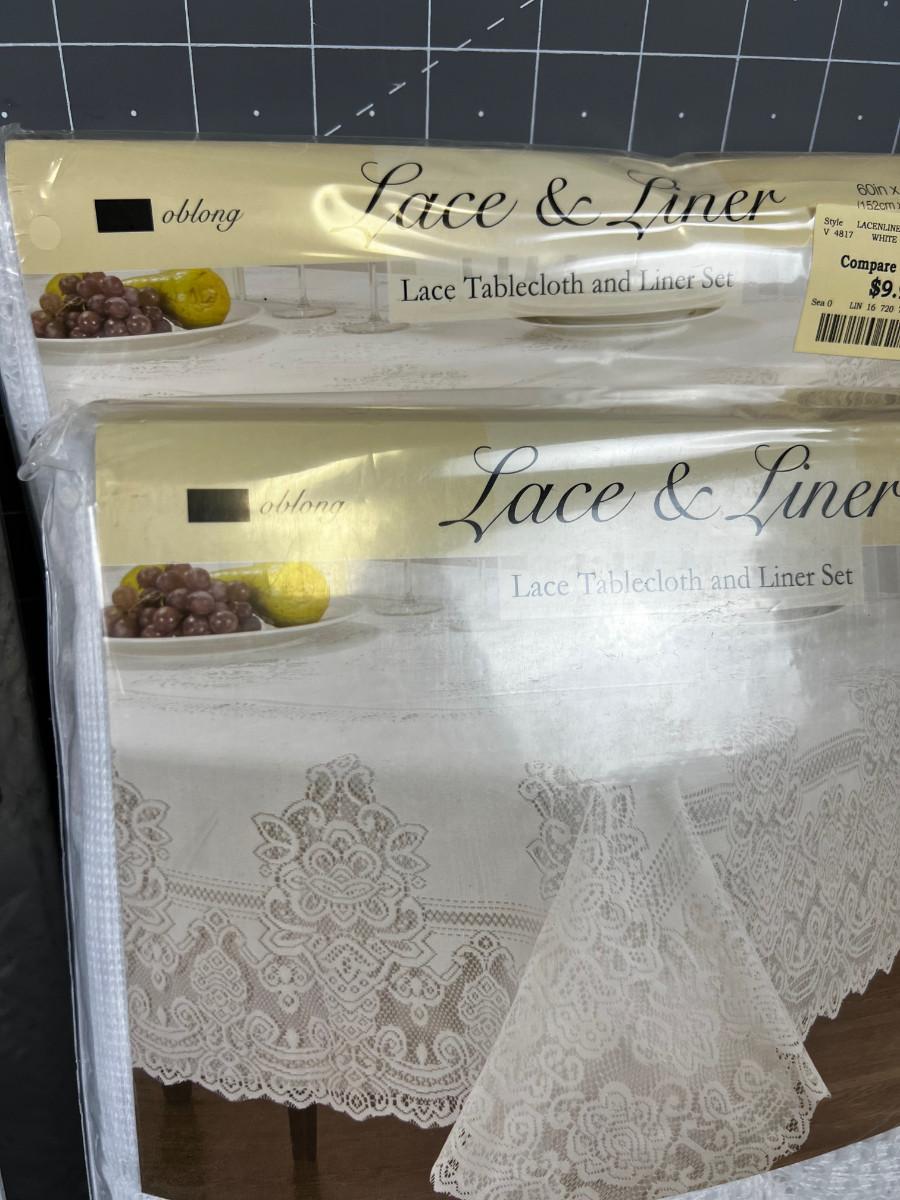 oblong
Lace & Liner
60in x
(152cm x
Lace Tablecloth and Liner Set
Style LACENLINE
V 4817 WHITE
Compare
$9.
Sea 0 LIN 16 720
oblong
Lace & Liner
Lace Tablecloth and Liner Set